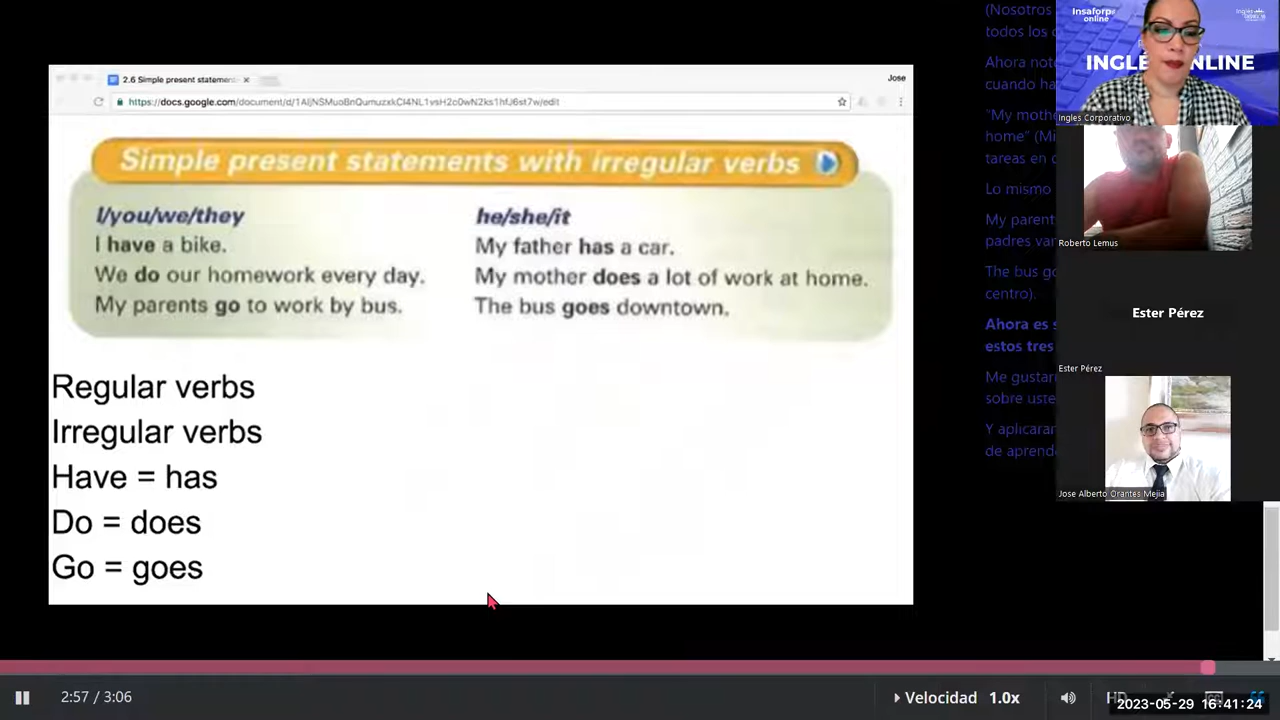 2.6 Simple present statemen
Jose
https://docs.google.com/document/d/1AljNSMuoBnQumuzxkCl4NL1vsH2c0wN2ks1hfJ6st7w/edit
Simple present statements with irregular verbs
I/you/we/they
I have a bike.
We do our homework every day.
My parents go to work by bus.
he/she/it
My father has a car.
My mother does a lot of work at home.
The bus goes downtown.
Regular verbs
Irregular verbs
Have = has
Do = does
Go = goes
(Nosotros
todos los
Ahora not
cuando ha
"My moth
home" (Mi
tareas en
Lo mismo
My parent
padres var
The bus go
centro).
Ahora es s
estos tres
Me gustari
sobre uste
Y aplicaran
de aprend
Insaforp
online
INGLÉ
ONLINE
Ingles Corporativo
Roberto Lemus
Ester Pérez
Ester Pérez
Jose Alberto Orantes Mejia
2:57 / 3:06
Velocidad 1.0x
HD
2023-05-29 16:41:24